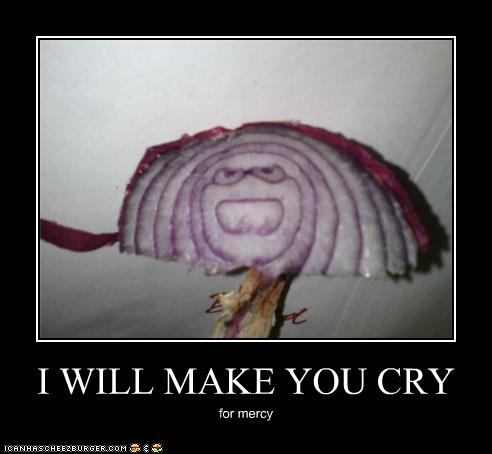 I WILL MAKE YOU CRY
for mercy
ICANHASCHEEZBURGER.COM